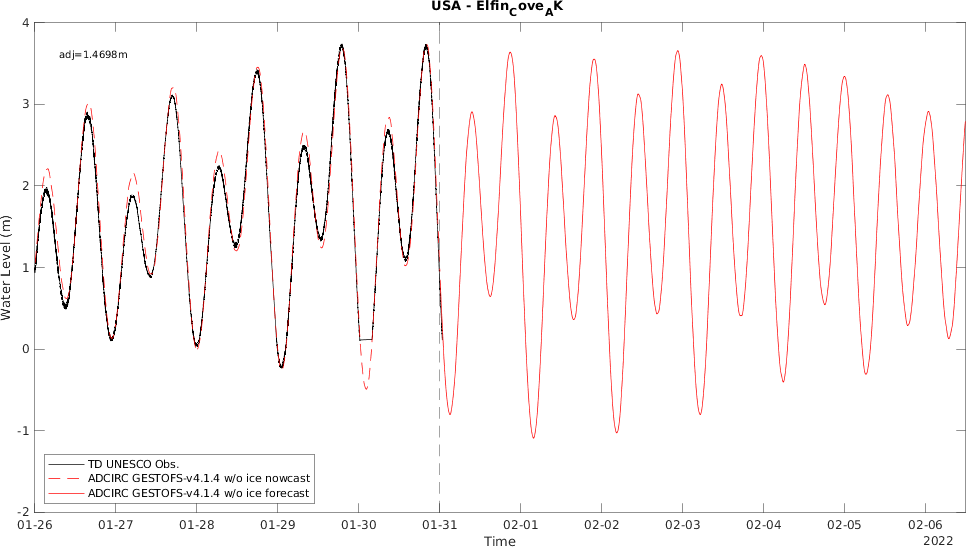 USA - ElfinCoveAK
4
adj=1.4698m
3
2
1
0
-1
-2
Water Level (m)
TD UNESCO Obs.
ADCIRC GESTOFS-v4.1.4 w/o ice nowcast
ADCIRC GESTOFS-v4.1.4 w/o ice forecast
01-26 01-27 01-28 01-29 01-30 01-31 02-01 02-02 02-03 02-04 02-05 02-06
Time
2022